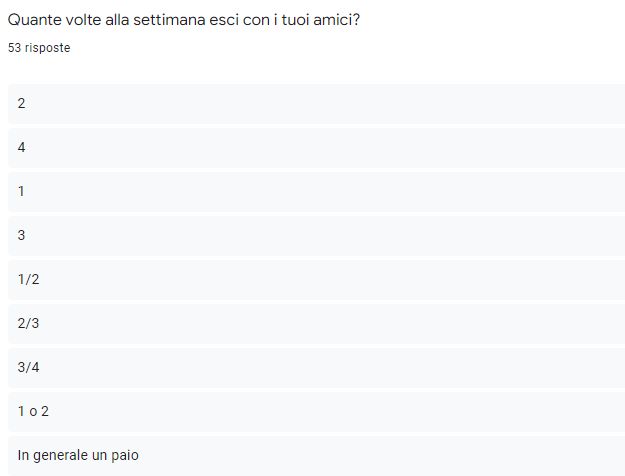 Quante volte alla settimana esci con i tuoi amici?
53 risposte
2
4
1
3
1/2
2/3
3/4
1 o 2
In generale un paio